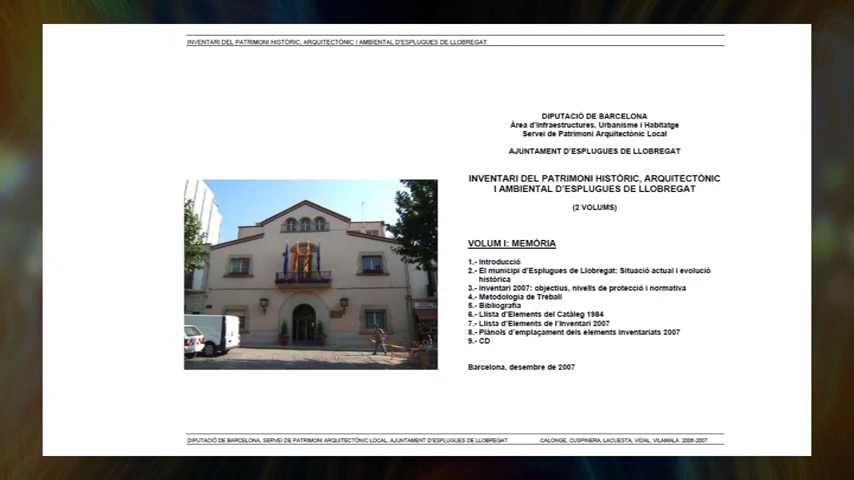 INVENTARI DEL PATRIMONI HISTÒRIC, ARQUITECTÒNIC I AMBIENTAL D'ESPLUGUES DE LLOBREGAT
DIPUTACIÓ DE BARCELONA
Àrea d'Infraestructures, Urbanisme i Habitatge
Servei de Patrimoni Arquitectònic Local
AJUNTAMENT D'ESPLUGUES DE LLOBREGAT
INVENTARI DEL PATRIMONI HISTÒRIC, ARQUITECTÒNIC
I AMBIENTAL D'ESPLUGUES DE LLOBREGAT
(2 VOLUMS)
VOLUM I: MEMÒRIA
1.- Introducció
2.- El municipi d'Esplugues de Llobregat: Situació actual i evolució
històrica
3.- Inventari 2007: objectius, nivells de protecció i normativa
4.- Metodologia de Treball
5.- Bibliografia
6.- Llista d'Elements del Catàleg 1984
7.- Llista d'Elements de l'Inventari 2007
8.- Plànols d'emplaçament dels elements inventariats 2007
9.- CD
Barcelona, desembre de 2007
DIPUTACIÓ DE BARCELONA, SERVEI DE PATRIMONI ARQUITECTÒNIC LOCAL, AJUNTAMENT D'ESPLUGUES DE LLOBREGAT
CALONGE, CUSPINERA, LACUESTA, VIDAL, VILAMALA 2006-2007